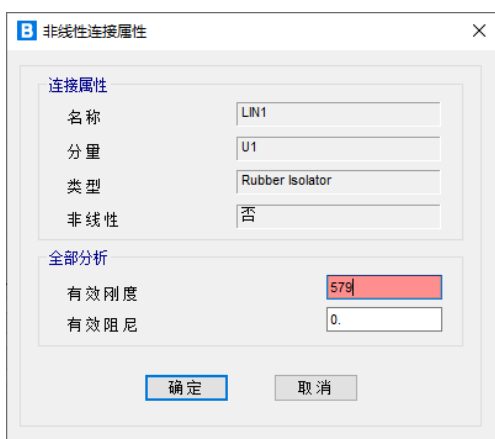 B 非线性连接属性
连接属性
名称 LIN1
分量 U1
类型 Rubber Isolator
非线性 否
全部分析
有效刚度 579
有效阻尼 0.
确定 取消